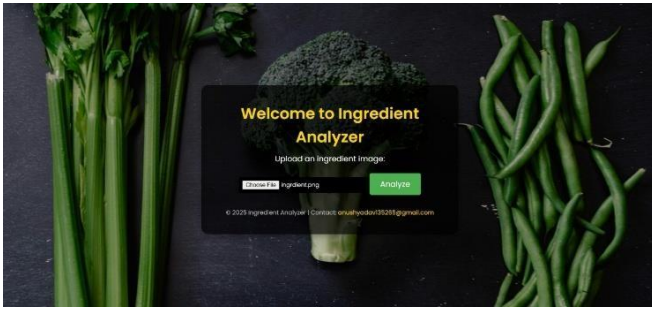 Welcome to Ingredient
Analyzer
Upload an ingredient image:
Choose File ingrdient.png
Analyze
© 2025 Ingredient Analyzer | Contact: anushyadav135265@gmail.com